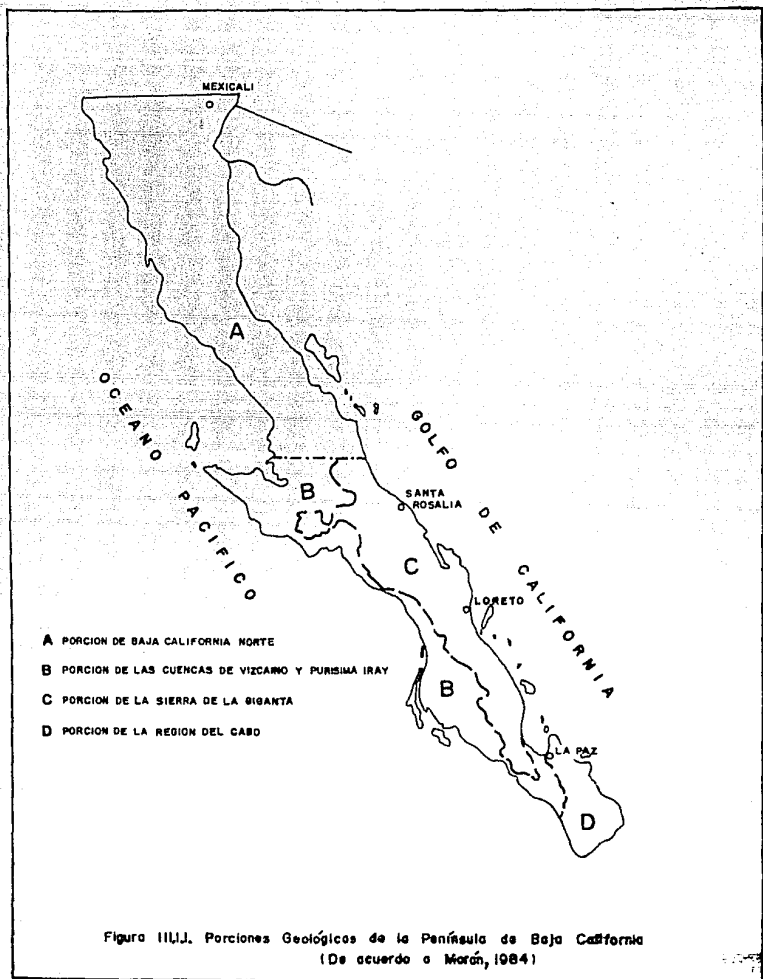 MEXICALI
A
OCEANO PACIFICO
GOLFO DE CALIFORNIA
B
SANTA
ROSALIA
C
LORETO
A PORCION DE BAJA CALIFORNIA NORTE
B PORCION DE LAS CUENCAS DE VIZCAINO Y PURISIMA IRAY
B
C PORCION DE LA SIERRA DE LA GIGANTA
D PORCION DE LA REGION DEL CABO
LA PAZ
D
Figura III.I.I. Porciones Geológicas de la Península de Baja California
(De acuerdo a Morán, 1984)